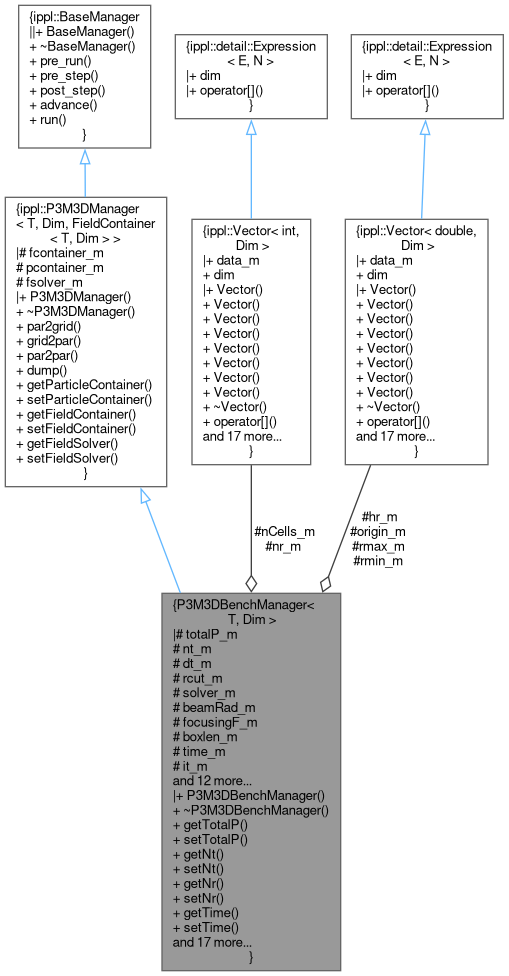 {ippl::BaseManager
||+ BaseManager()
+ ~BaseManager()
+ pre_run()
+ pre_step()
+ post_step()
+ advance()
+ run()
}
{ippl::detail::Expression
< E, N >
|+ dim
|+ operator[]()
}
{ippl::detail::Expression
< E, N >
|+ dim
|+ operator[]()
}
{ippl::P3M3DManager
< T, Dim, FieldContainer
< T, Dim > >
|# fcontainer_m
# pcontainer_m
# fsolver_m
|+ P3M3DManager()
+ ~P3M3DManager()
+ par2grid()
+ grid2par()
+ par2par()
+ dump()
+ getParticleContainer()
+ setParticleContainer()
+ getFieldContainer()
+ setFieldContainer()
+ getFieldSolver()
+ setFieldSolver()
}
{ippl::Vector< int,
Dim >
|+ data_m
+ dim
|+ Vector()
+ Vector()
+ Vector()
+ Vector()
+ Vector()
+ Vector()
+ Vector()
+ Vector()
+ ~Vector()
+ operator[]()
and 17 more...
}
{ippl::Vector< double,
Dim >
|+ data_m
+ dim
|+ Vector()
+ Vector()
+ Vector()
+ Vector()
+ Vector()
+ Vector()
+ Vector()
+ Vector()
+ ~Vector()
+ operator[]()
and 17 more...
}
#nCells_m
#nr_m
#hr_m
#origin_m
#rmax_m
#rmin_m
{P3M3DBenchManager<
T, Dim >
|# totalP_m
# nt_m
# dt_m
# rcut_m
# solver_m
# beamRad_m
# focusingF_m
# boxlen_m
# time_m
# it_m
and 12 more...
|+ P3M3DBenchManager()
+ ~P3M3DBenchManager()
+ getTotalP()
+ setTotalP()
+ getNt()
+ setNt()
+ getNr()
+ setNr()
+ getTime()
+ setTime()
and 17 more...
}